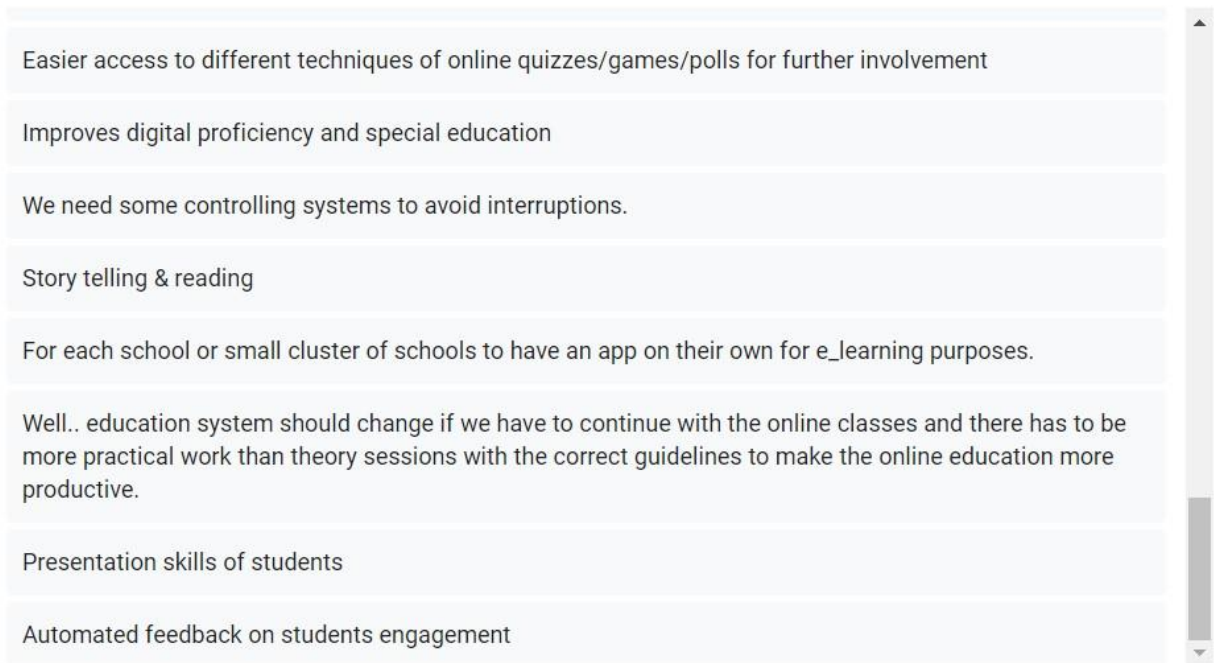 Easier access to different techniques of online quizzes/games/polls for further involvement
Improves digital proficiency and special education
We need some controlling systems to avoid interruptions.
Story telling & reading
For each school or small cluster of schools to have an app on their own for e_learning purposes.
Well.. education system should change if we have to continue with the online classes and there has to be
more practical work than theory sessions with the correct guidelines to make the online education more
productive.
Presentation skills of students
Automated feedback on students engagement